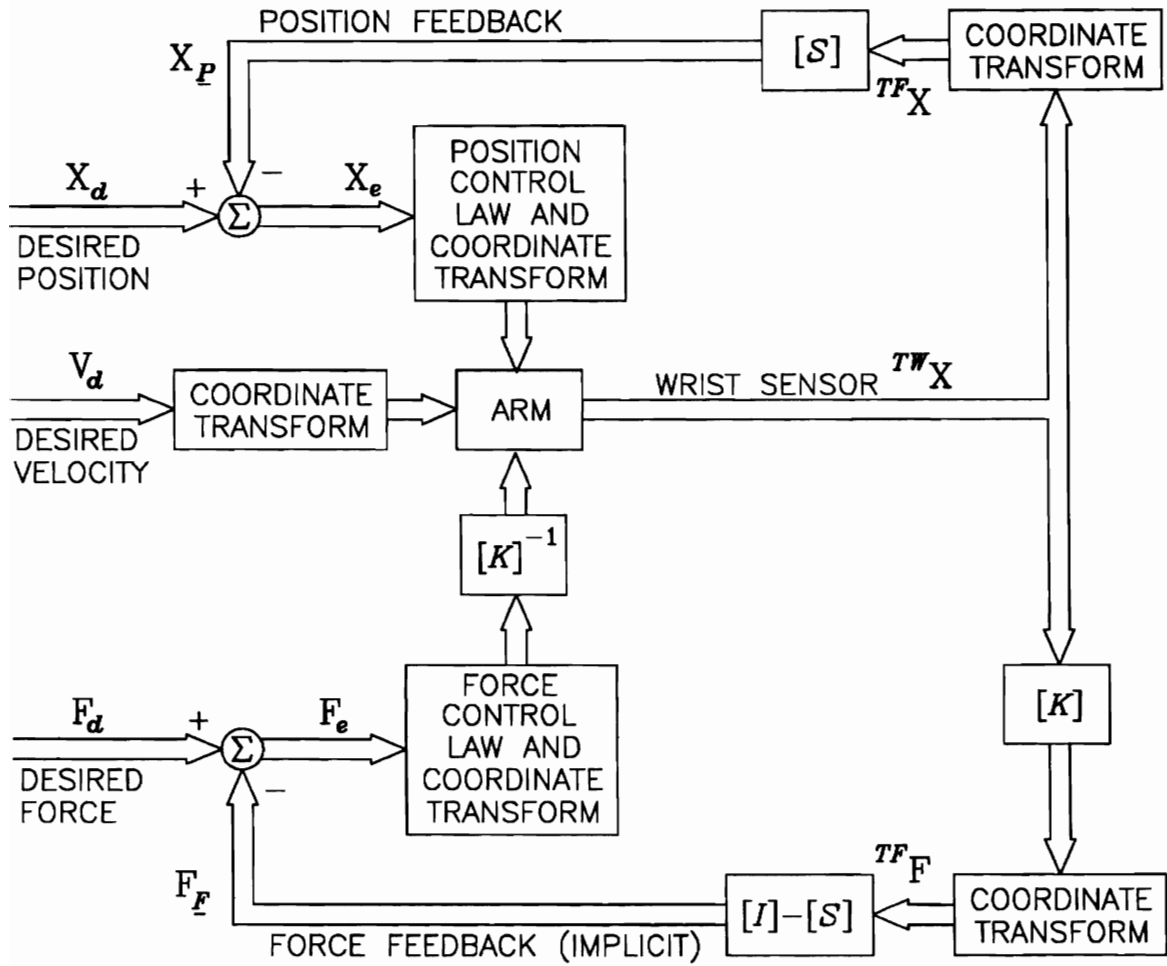 POSITION FEEDBACK
X_P
[S]
^{TF}X
COORDINATE
TRANSFORM
X_d
+
−
Σ
X_e
DESIRED
POSITION
POSITION
CONTROL
LAW AND
COORDINATE
TRANSFORM
V_d
DESIRED
VELOCITY
COORDINATE
TRANSFORM
ARM
WRIST SENSOR ^{TW}X
[K]^{-1}
[K]
F_d
+
−
Σ
F_e
DESIRED
FORCE
FORCE
CONTROL
LAW AND
COORDINATE
TRANSFORM
F_F
FORCE FEEDBACK (IMPLICIT)
[I]−[S]
^{TF}F
COORDINATE
TRANSFORM